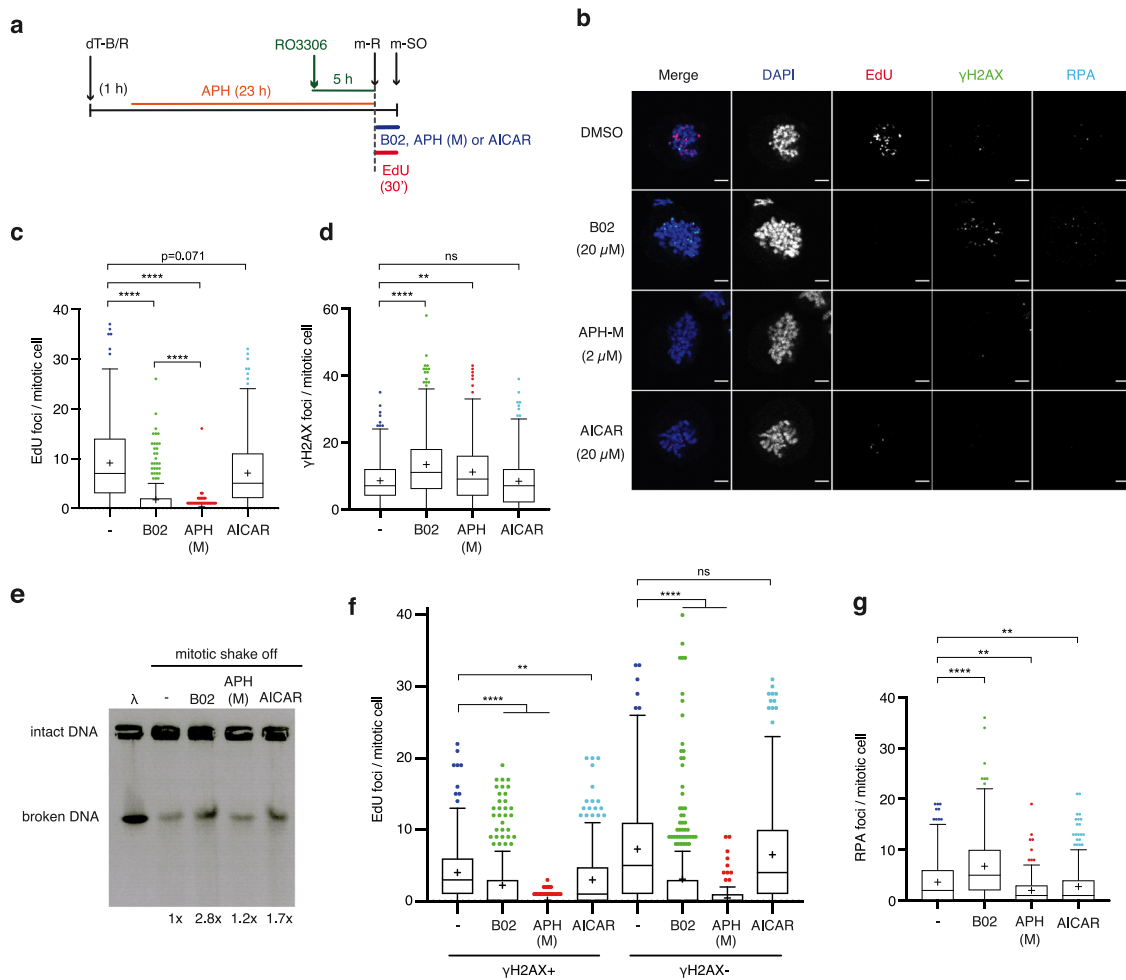 a
dT-B/R
RO3306
m-R
m-SO
(1 h)
APH (23 h)
5 h
B02, APH (M) or AICAR
EdU
(30')
b
Merge
DAPI
EdU
γH2AX
RPA
DMSO
B02
(20 µM)
APH-M
(2 µM)
AICAR
(20 µM)
c
p=0.071
****
****
****
EdU foci / mitotic cell
40
30
20
10
0
-
B02
APH
(M)
AICAR
d
ns
**
****
γH2AX foci / mitotic cell
60
40
20
0
-
B02
APH
(M)
AICAR
e
mitotic shake off
λ
-
B02
APH
(M)
AICAR
intact DNA
broken DNA
1x
2.8x
1.2x
1.7x
f
ns
****
**
****
EdU foci / mitotic cell
40
30
20
10
0
-
B02
APH
(M)
AICAR
-
B02
APH
(M)
AICAR
γH2AX+
γH2AX-
g
**
**
****
RPA foci / mitotic cell
40
30
20
10
0
-
B02
APH
(M)
AICAR